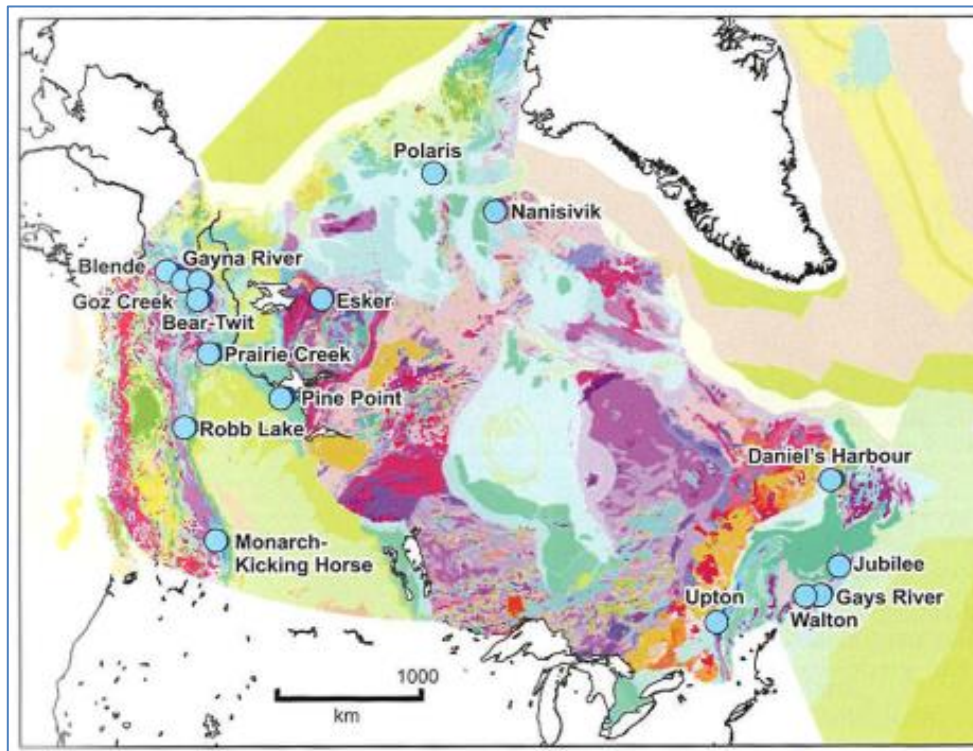 Polaris
Nanisivik
Gayna River
Blende
Goz Creek
Esker
Bear-Twit
Prairie Creek
Pine Point
Robb Lake
Daniel's Harbour
Monarch-
Kicking Horse
Jubilee
Upton
Gays River
Walton
1000
km